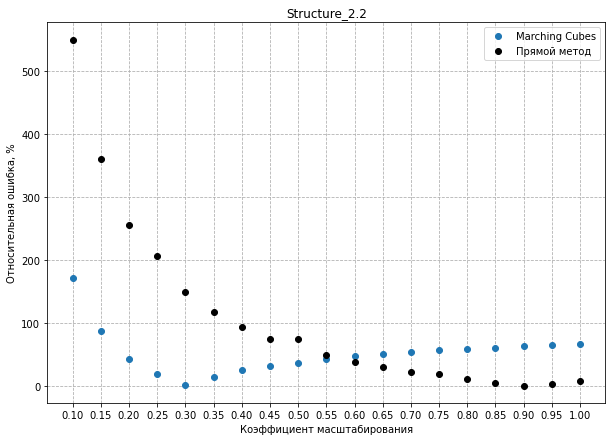 Structure_2.2
Marching Cubes
Прямой метод
Относительная ошибка, %
500
400
300
200
100
0
0.10 0.15 0.20 0.25 0.30 0.35 0.40 0.45 0.50 0.55 0.60 0.65 0.70 0.75 0.80 0.85 0.90 0.95 1.00
Коэффициент масштабирования